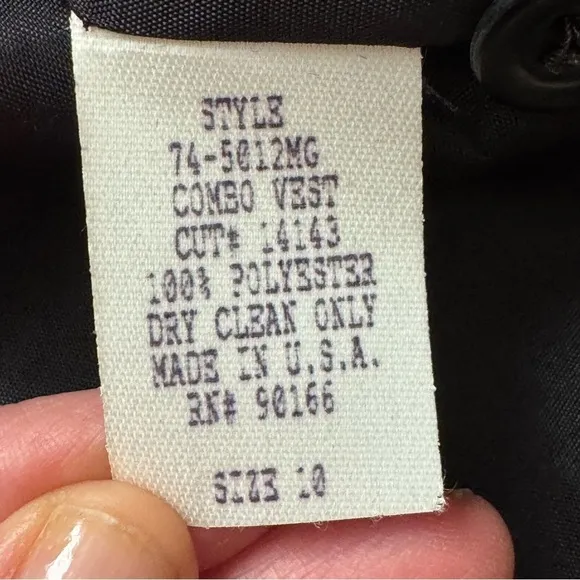 STYLE
74-5012MG
COMBO VEST
CUT# 14143
100% POLYESTER
DRY CLEAN ONLY
MADE IN U.S.A.
RN# 90166
SIZE 10